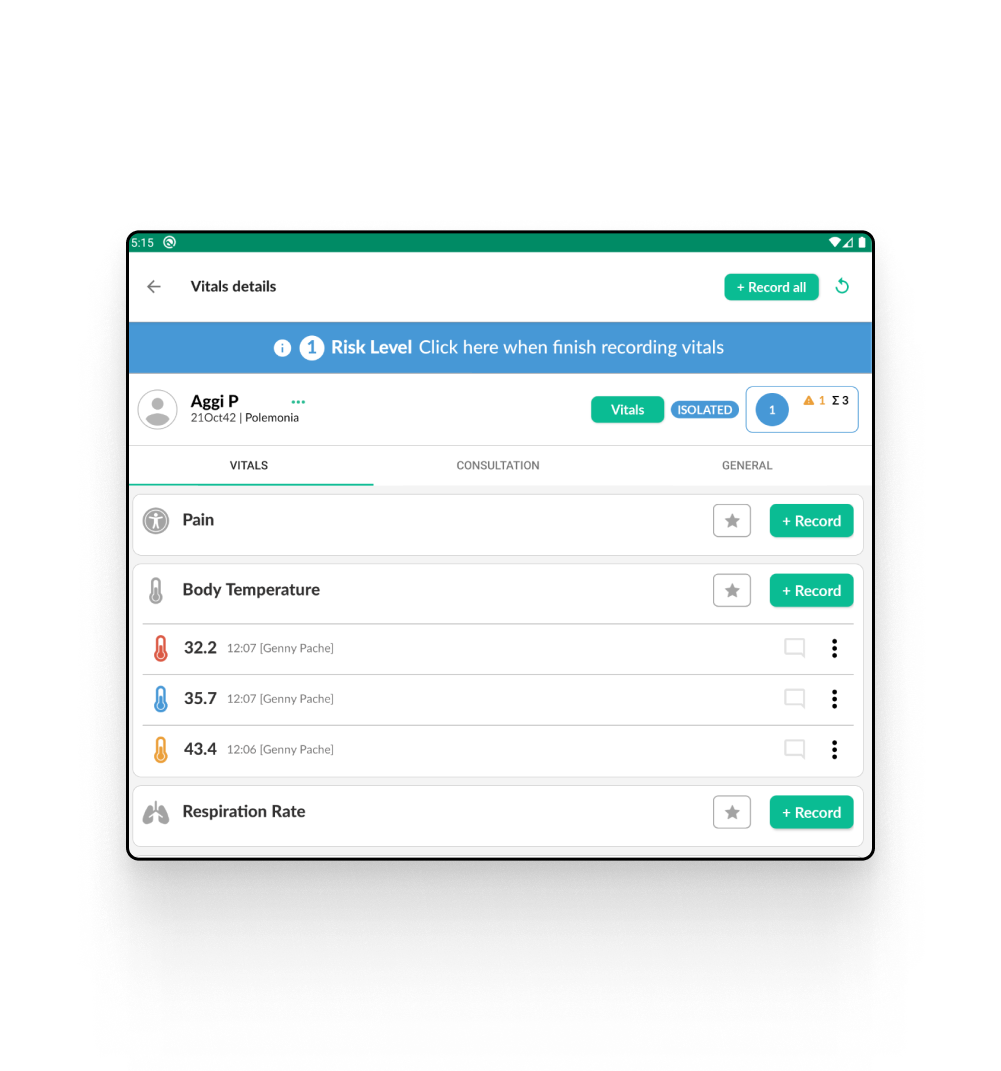 5:15
Vitals details
+ Record all
1 Risk Level Click here when finish recording vitals
Aggi P
21Oct42 | Polemonia
Vitals
ISOLATED
1
1 Σ 3
VITALS
CONSULTATION
GENERAL
Pain
+ Record
Body Temperature
+ Record
32.2 12:07 [Genny Pache]
35.7 12:07 [Genny Pache]
43.4 12:06 [Genny Pache]
Respiration Rate
+ Record